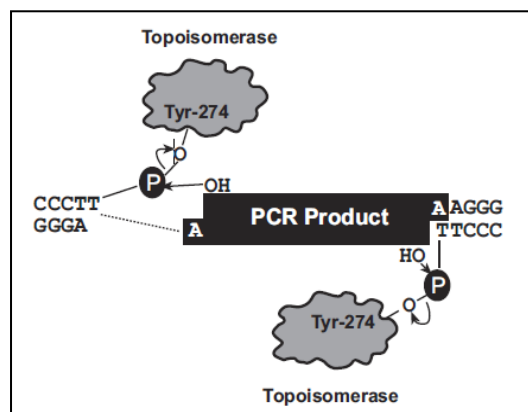 Topoisomerase
Tyr-274
O
P
OH
CCCTT
GGGA
A
PCR Product
A AGGG
TTCCC
HO
P
O
Tyr-274
Topoisomerase